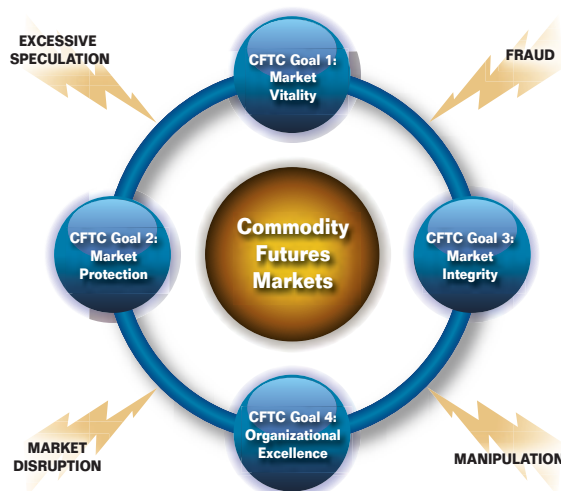 EXCESSIVE
SPECULATION
CFTC Goal 1:
Market
Vitality
FRAUD
CFTC Goal 2:
Market
Protection
Commodity
Futures
Markets
CFTC Goal 3:
Market
Integrity
MARKET
DISRUPTION
CFTC Goal 4:
Organizational
Excellence
MANIPULATION